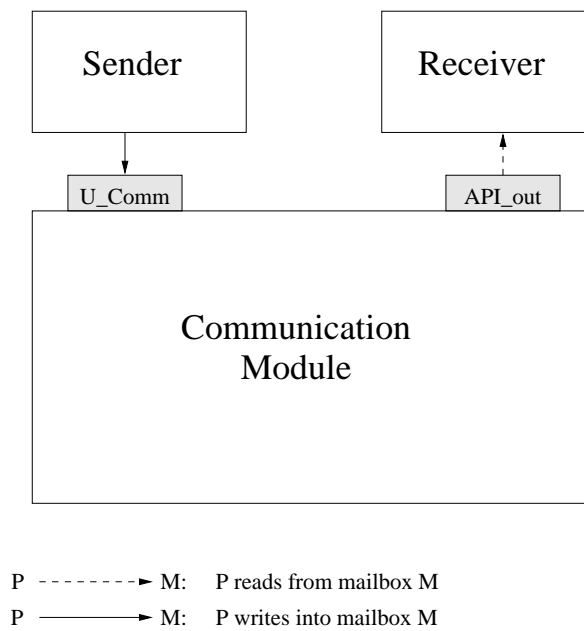 Sender
Receiver
U_Comm
API_out
Communication
Module
P M: P reads from mailbox M
P M: P writes into mailbox M